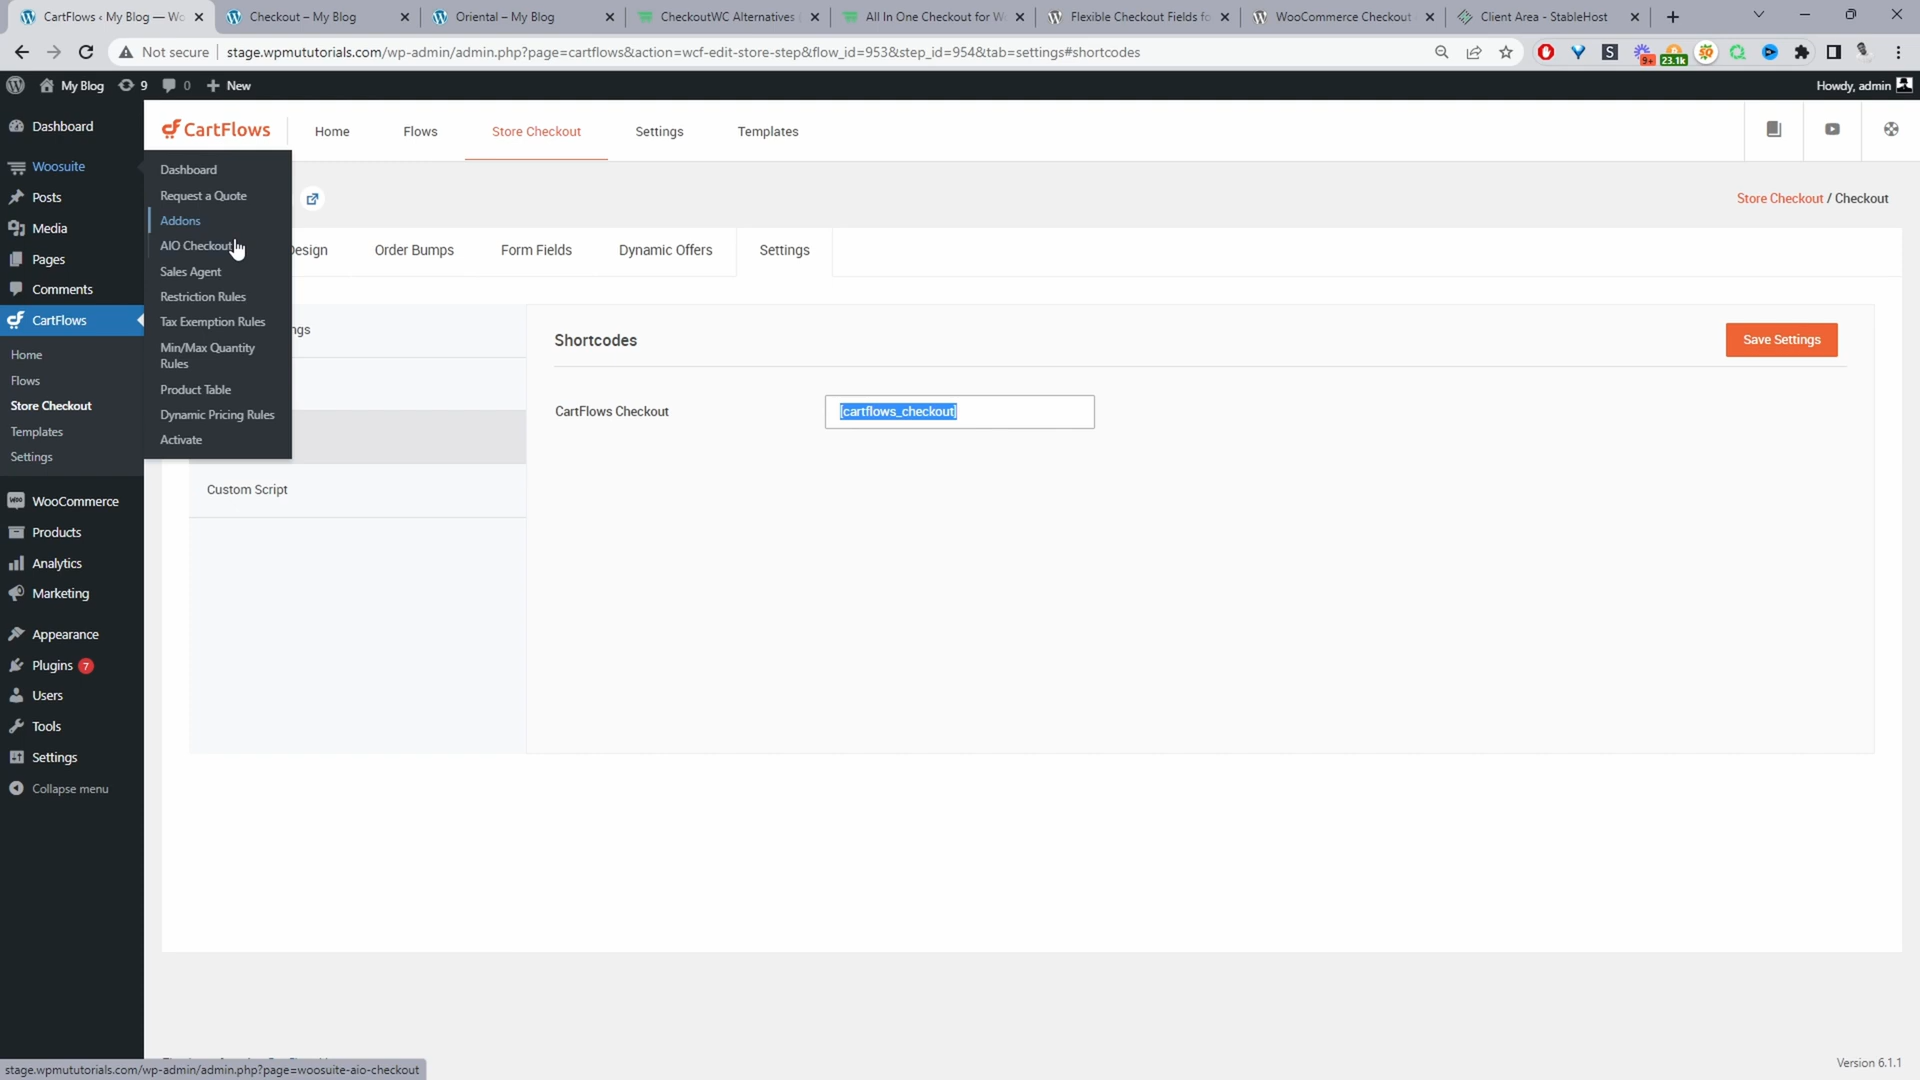 CartFlows ‹ My Blog — Wo
Checkout – My Blog
Oriental – My Blog
CheckoutWC Alternatives
All In One Checkout for W
Flexible Checkout Fields fo
WooCommerce Checkout
Client Area - StableHost
Not secure
stage.wpmututorials.com/wp-admin/admin.php?page=cartflows&action=wcf-edit-store-step&flow_id=953&step_id=954&tab=settings#shortcodes
9+
23.1k
My Blog
9
0
New
Howdy, admin
Dashboard
Woosuite
Posts
Media
Pages
Comments
CartFlows
Home
Flows
Store Checkout
Templates
Settings
WooCommerce
Products
Analytics
Marketing
Appearance
Plugins 7
Users
Tools
Settings
Collapse menu
CartFlows
Home
Flows
Store Checkout
Settings
Templates
Dashboard
Request a Quote
Addons
AIO Checkout
Sales Agent
Restriction Rules
Tax Exemption Rules
Min/Max Quantity
Rules
Product Table
Dynamic Pricing Rules
Activate
Store Checkout / Checkout
Design
Order Bumps
Form Fields
Dynamic Offers
Settings
ngs
Custom Script
Shortcodes
Save Settings
CartFlows Checkout
[cartflows_checkout]
Version 6.1.1
stage.wpmututorials.com/wp-admin/admin.php?page=woosuite-aio-checkout